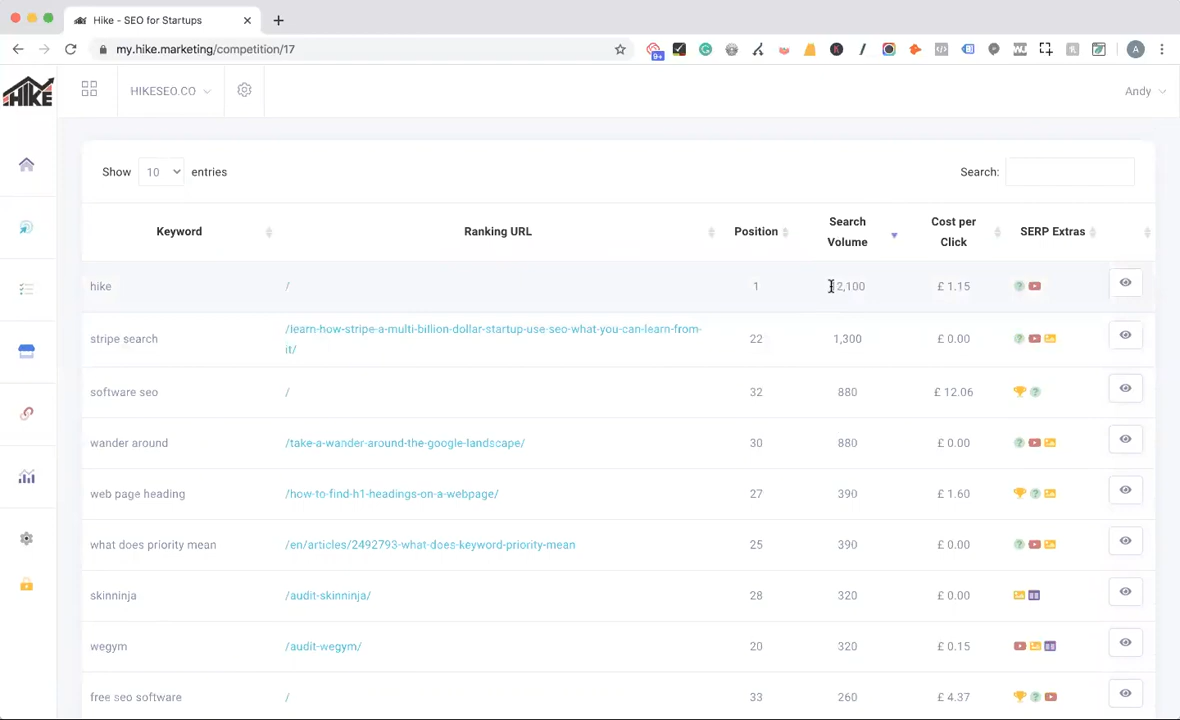 Hike - SEO for Startups
my.hike.marketing/competition/17
9+
A
HIKE
HIKESEO.CO
Andy
Show 10 entries
Search:
Keyword
Ranking URL
Position
Search
Volume
Cost per
Click
SERP Extras
hike / 1 2,100 £ 1.15
stripe search /learn-how-stripe-a-multi-billion-dollar-startup-use-seo-what-you-can-learn-from-
it/ 22 1,300 £ 0.00
software seo / 32 880 £ 12.06
wander around /take-a-wander-around-the-google-landscape/ 30 880 £ 0.00
web page heading /how-to-find-h1-headings-on-a-webpage/ 27 390 £ 1.60
what does priority mean /en/articles/2492793-what-does-keyword-priority-mean 25 390 £ 0.00
skinninja /audit-skinninja/ 28 320 £ 0.00
wegym /audit-wegym/ 20 320 £ 0.15
free seo software / 33 260 £ 4.37